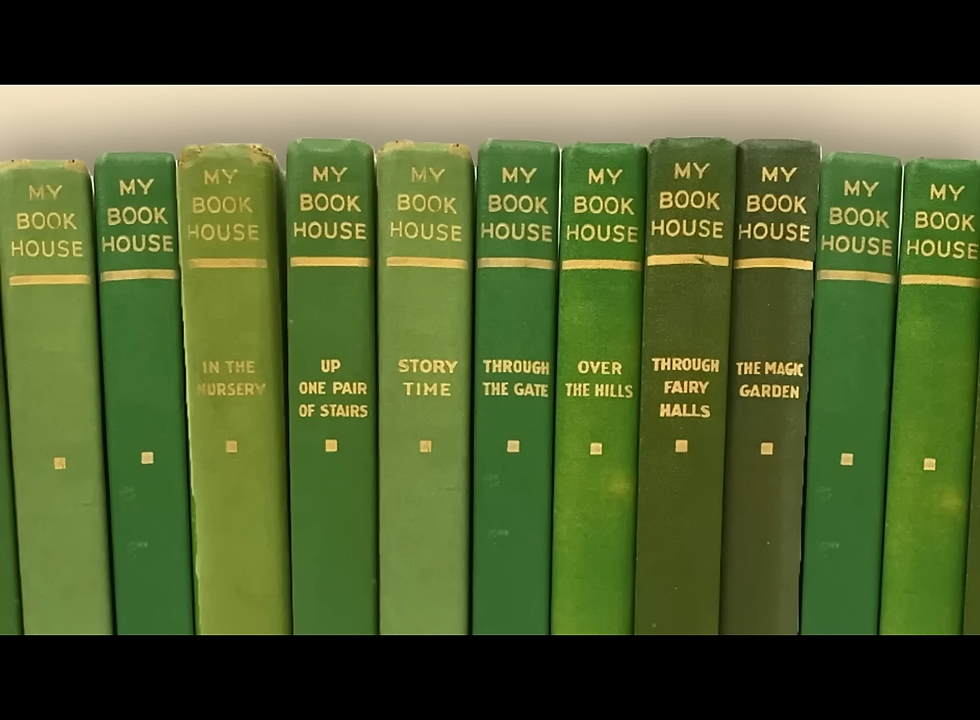 MY
BOOK
HOUSE
MY
BOOK
HOUSE
MY
BOOK
HOUSE
IN THE
NURSERY
MY
BOOK
HOUSE
UP
ONE PAIR
OF STAIRS
MY
BOOK
HOUSE
STORY
TIME
MY
BOOK
HOUSE
THROUGH
THE GATE
MY
BOOK
HOUSE
OVER
THE HILLS
MY
BOOK
HOUSE
THROUGH
FAIRY
HALLS
MY
BOOK
HOUSE
THE MAGIC
GARDEN
MY
BOOK
HOUSE
MY
BOOK
HOUSE